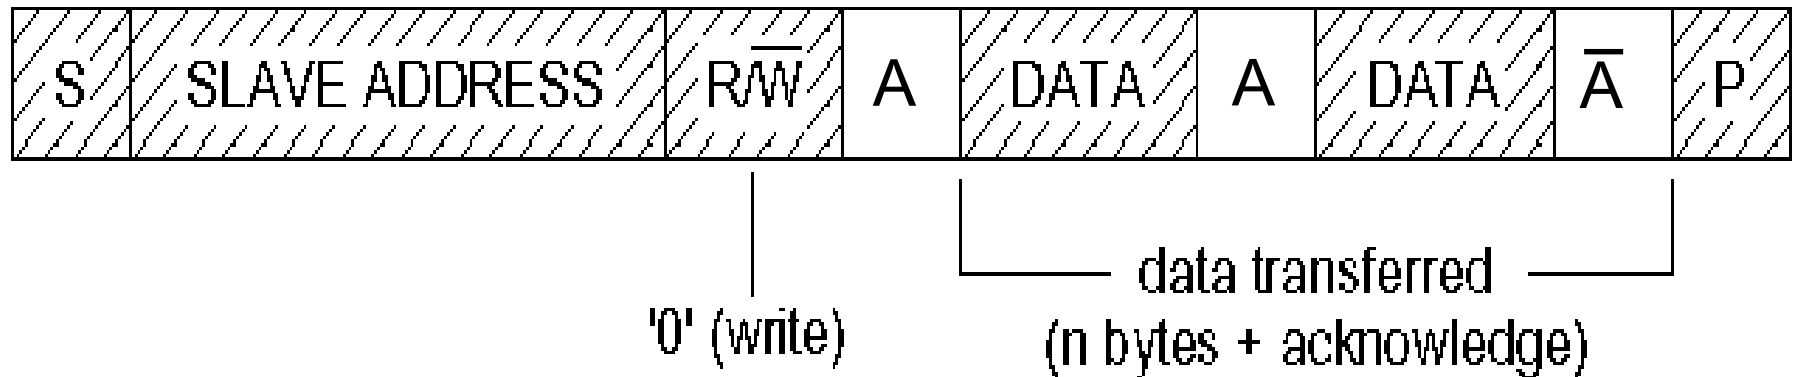 S SLAVE ADDRESS R/W̅ A DATA A DATA A̅ P
data transferred
'0' (write)
(n bytes + acknowledge)